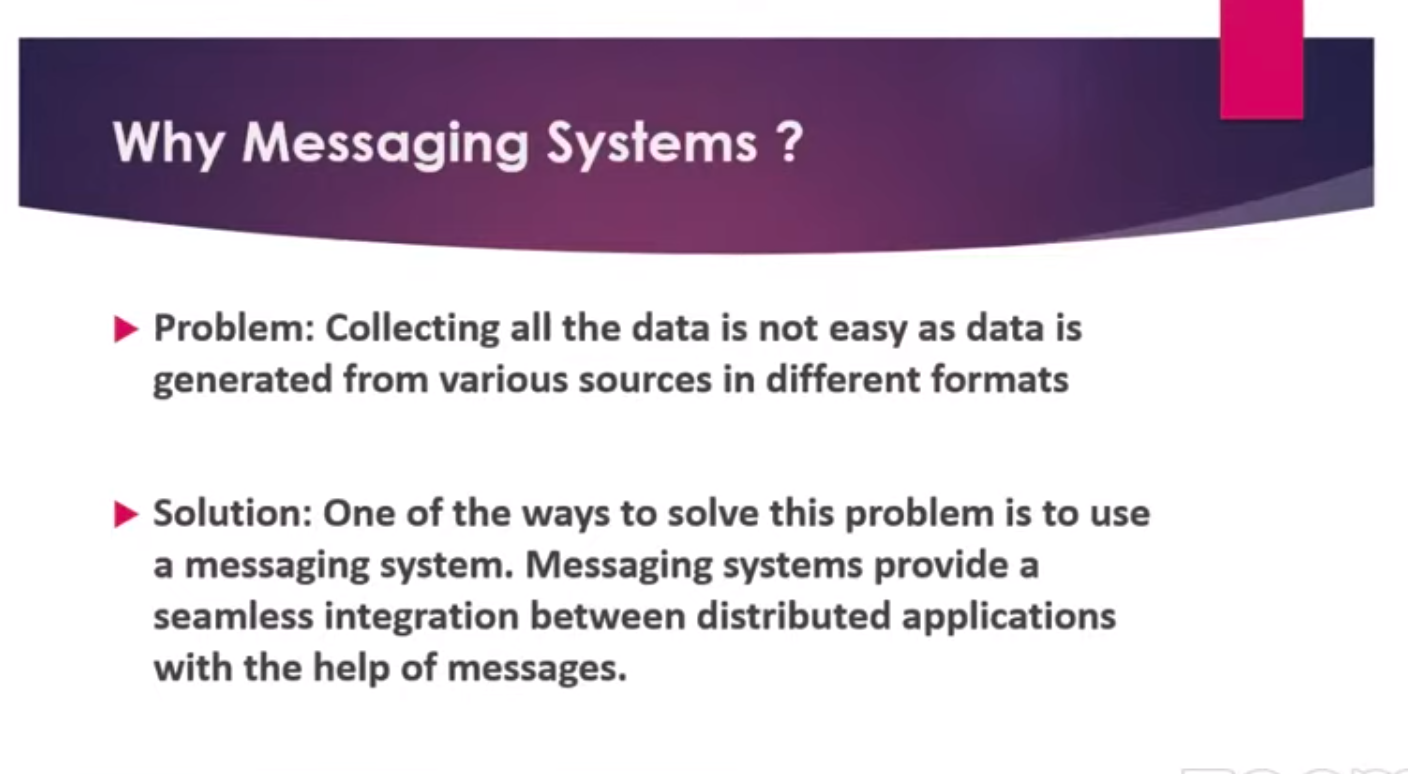 Why Messaging Systems ?
Problem: Collecting all the data is not easy as data is
generated from various sources in different formats
Solution: One of the ways to solve this problem is to use
a messaging system. Messaging systems provide a
seamless integration between distributed applications
with the help of messages.